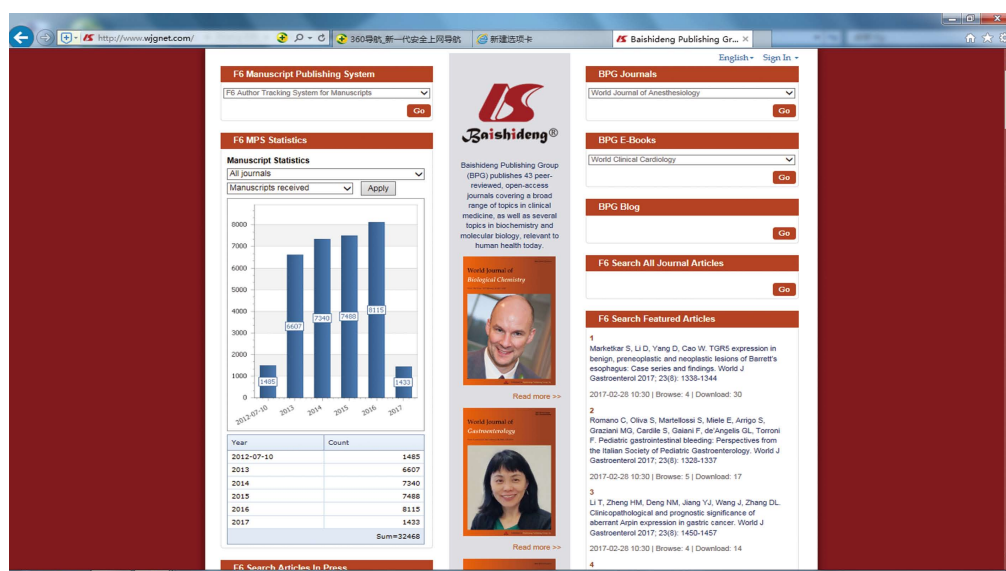 http://www.wjgnet.com/
360导航_新一代安全上网导航
新建选项卡
Baishideng Publishing Gr...
English
Sign In
F6 Manuscript Publishing System
F6 Author Tracking System for Manuscripts
Go
F6 MPS Statistics
Manuscript Statistics
All journals
Manuscripts received
Apply
8000
7000
6000
5000
4000
3000
2000
1000
0
1485
6607
7340
7488
8115
1433
2012-07-10
2013
2014
2015
2016
2017
Year Count
2012-07-10 1485
2013 6607
2014 7340
2015 7488
2016 8115
2017 1433
Sum=32468
F6 Search Articles In Press
Baishideng®
Baishideng Publishing Group
(BPG) publishes 43 peer-
reviewed, open-access
journals covering a broad
range of topics in clinical
medicine, as well as several
topics in biochemistry and
molecular biology, relevant to
human health today.
World Journal of
Biological Chemistry
Read more >>
World Journal of
Gastroenterology
Read more >>
BPG Journals
World Journal of Anesthesiology
Go
BPG E-Books
World Clinical Cardiology
Go
BPG Blog
Go
F6 Search All Journal Articles
Go
F6 Search Featured Articles
1
Marketkar S, Li D, Yang D, Cao W. TGR5 expression in
benign, preneoplastic and neoplastic lesions of Barrett's
esophagus: Case series and findings. World J
Gastroenterol 2017; 23(8): 1338-1344
2017-02-28 10:30 | Browse: 4 | Download: 30
2
Romano C, Oliva S, Martellossi S, Miele E, Arrigo S,
Graziani MG, Cardile S, Gaiani F, de'Angelis GL, Torroni
F. Pediatric gastrointestinal bleeding: Perspectives from
the Italian Society of Pediatric Gastroenterology. World J
Gastroenterol 2017; 23(8): 1328-1337
2017-02-28 10:30 | Browse: 5 | Download: 17
3
Li T, Zheng HM, Deng NM, Jiang YJ, Wang J, Zhang DL.
Clinicopathological and prognostic significance of
aberrant Arpin expression in gastric cancer. World J
Gastroenterol 2017; 23(8): 1450-1457
2017-02-28 10:30 | Browse: 4 | Download: 14
4